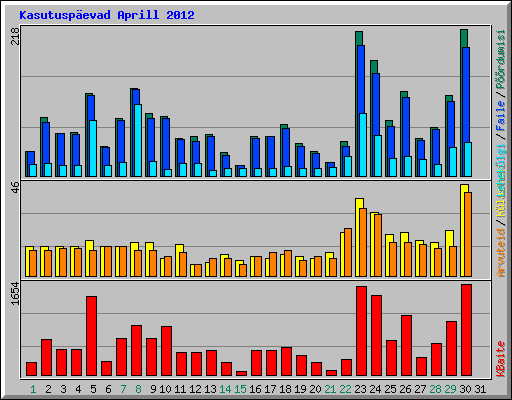 Kasutuspäevad Aprill 2012
218
46
1654
Arvuteid / Külaskäike / Lehekülgi / Faile / Pöördumisi
KBaite
1 2 3 4 5 6 7 8 9 10 11 12 13 14 15 16 17 18 19 20 21 22 23 24 25 26 27 28 29 30 31